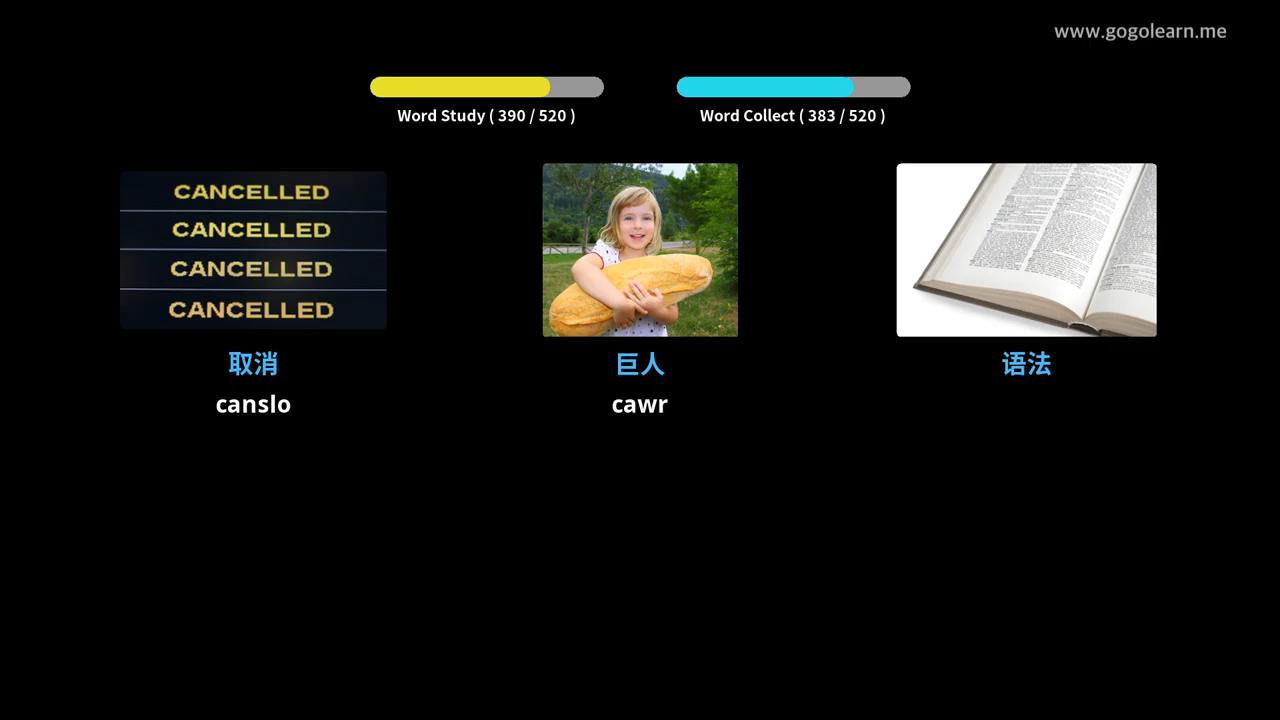 www.gogolearn.me
Word Study ( 390 / 520 )
Word Collect ( 383 / 520 )
CANCELLED
CANCELLED
CANCELLED
CANCELLED
取消
巨人
语法
canslo
cawr